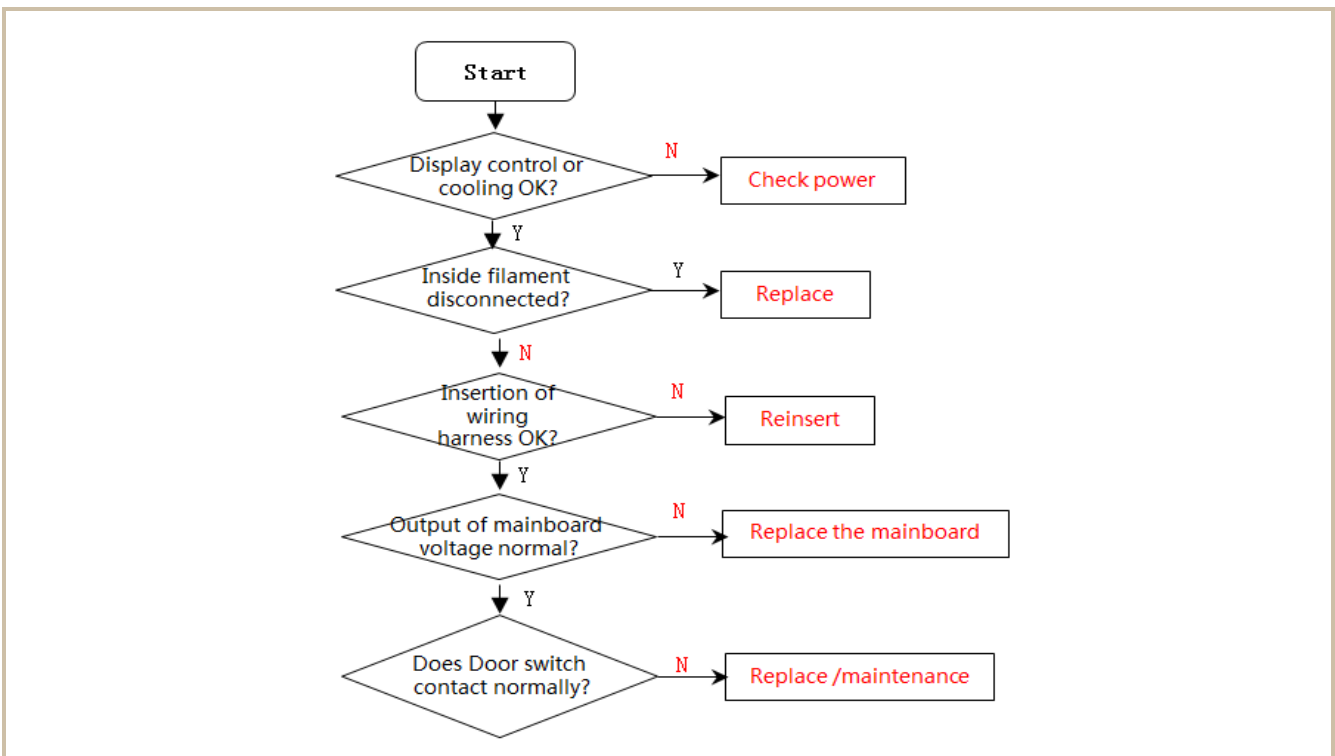 Start
Display control or
cooling OK?
N
Check power
Y
Inside filament
disconnected?
Y
Replace
N
Insertion of
wiring
harness OK?
N
Reinsert
Y
Output of mainboard
voltage normal?
N
Replace the mainboard
Y
Does Door switch
contact normally?
N
Replace /maintenance